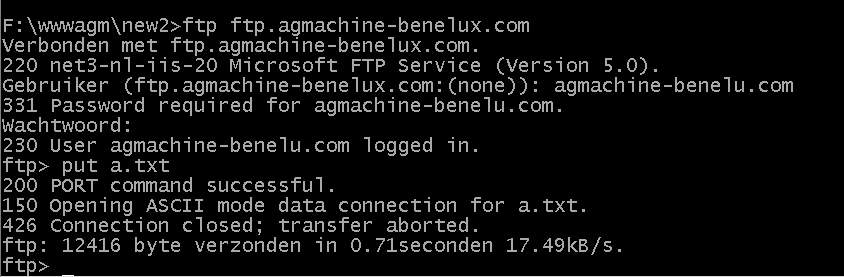 F:\wwwagm\new2>ftp ftp.agmachine-benelux.com
Verbonden met ftp.agmachine-benelux.com.
220 net3-nl-iis-20 Microsoft FTP Service (Version 5.0).
Gebruiker (ftp.agmachine-benelux.com:(none)): agmachine-benelu.com
331 Password required for agmachine-benelu.com.
Wachtwoord:
230 User agmachine-benelu.com logged in.
ftp> put a.txt
200 PORT command successful.
150 Opening ASCII mode data connection for a.txt.
426 Connection closed; transfer aborted.
ftp: 12416 byte verzonden in 0.71seconden 17.49kB/s.
ftp> _